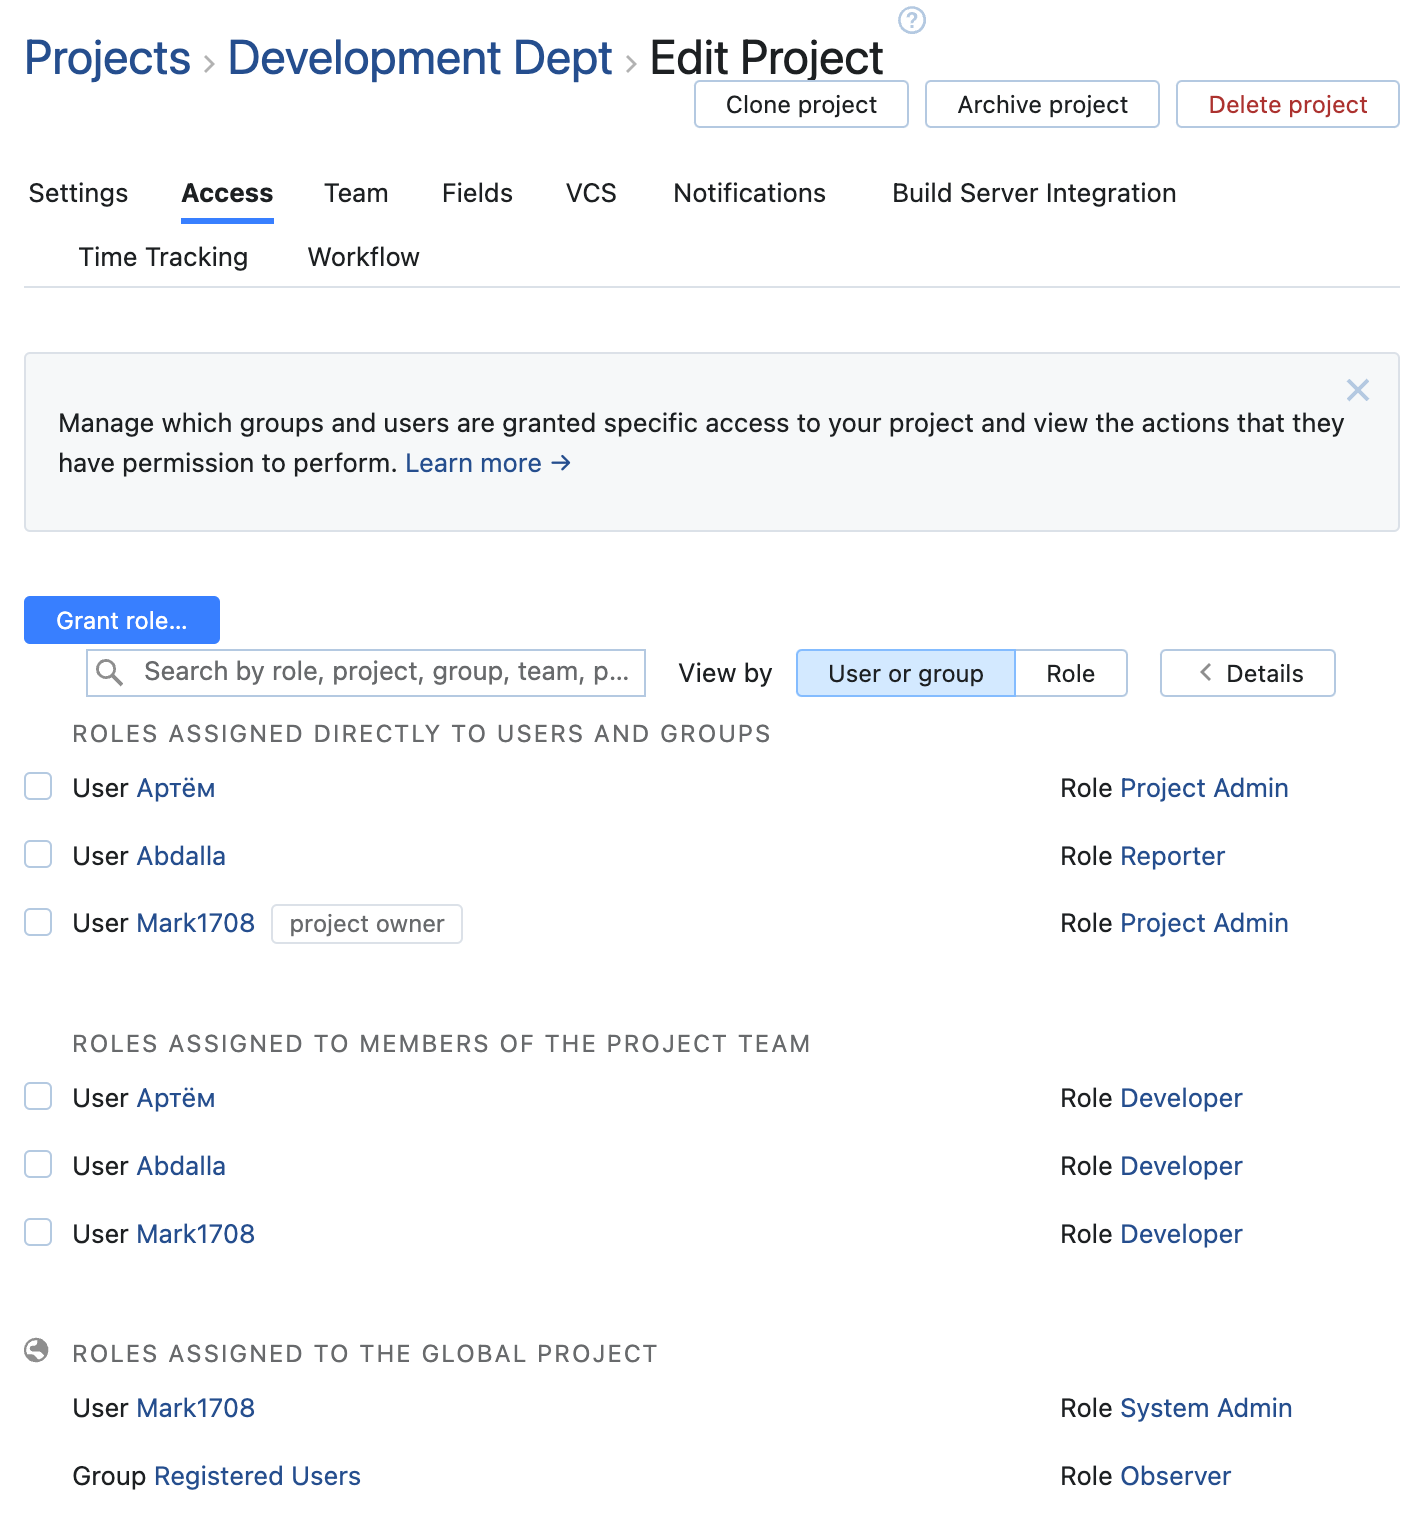 Projects › Development Dept › Edit Project ?
Clone project Archive project Delete project
Settings Access Team Fields VCS Notifications Build Server Integration
Time Tracking Workflow
Manage which groups and users are granted specific access to your project and view the actions that they
have permission to perform. Learn more →
Grant role...
Search by role, project, group, team, p... View by User or group Role Details
ROLES ASSIGNED DIRECTLY TO USERS AND GROUPS
User Артём Role Project Admin
User Abdalla Role Reporter
User Mark1708 project owner Role Project Admin
ROLES ASSIGNED TO MEMBERS OF THE PROJECT TEAM
User Артём Role Developer
User Abdalla Role Developer
User Mark1708 Role Developer
ROLES ASSIGNED TO THE GLOBAL PROJECT
User Mark1708 Role System Admin
Group Registered Users Role Observer